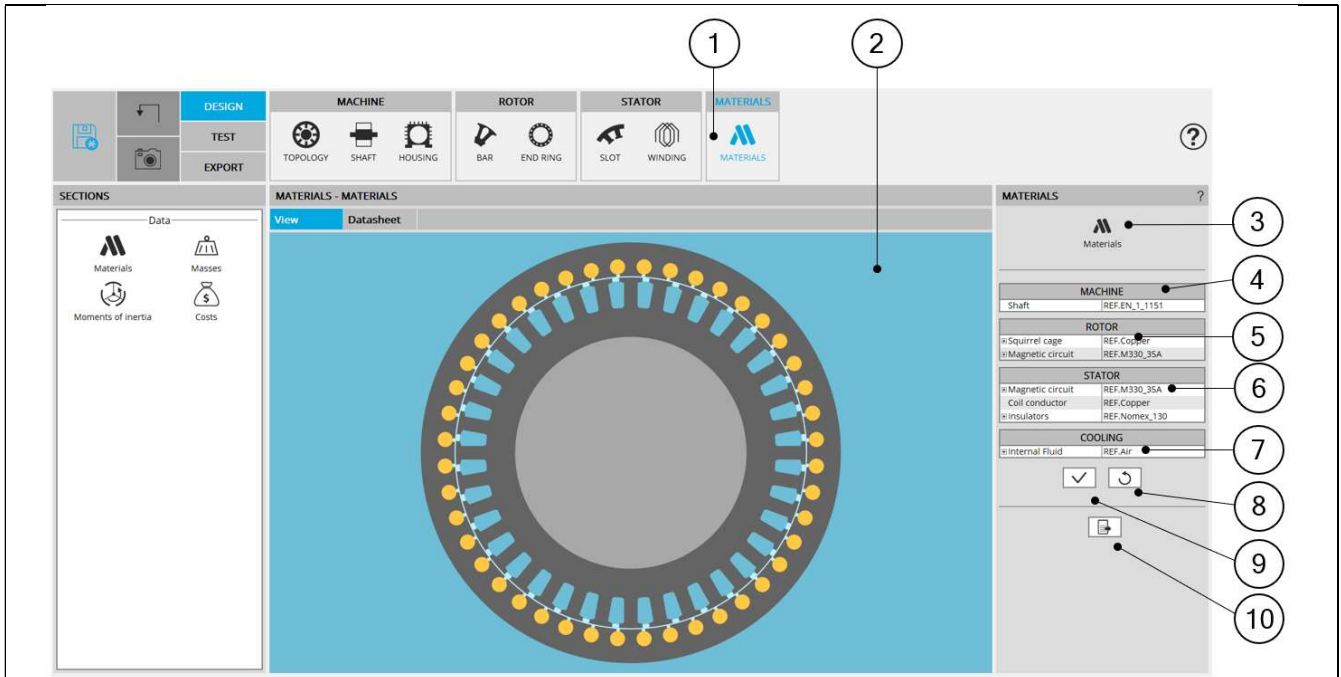 1
2
DESIGN
TEST
EXPORT
MACHINE
TOPOLOGY
SHAFT
HOUSING
ROTOR
BAR
END RING
STATOR
SLOT
WINDING
MATERIALS
MATERIALS
?
SECTIONS
Data
Materials
Masses
Moments of inertia
Costs
$
MATERIALS - MATERIALS
View
Datasheet
MATERIALS ?
Materials
3
MACHINE
Shaft REF.EN_1_1151
4
ROTOR
Squirrel cage REF.Copper
Magnetic circuit REF.M330_35A
5
STATOR
Magnetic circuit REF.M330_35A
Coil conductor REF.Copper
Insulators REF.Nomex_130
6
COOLING
Internal Fluid REF.Air
7
8
9
10